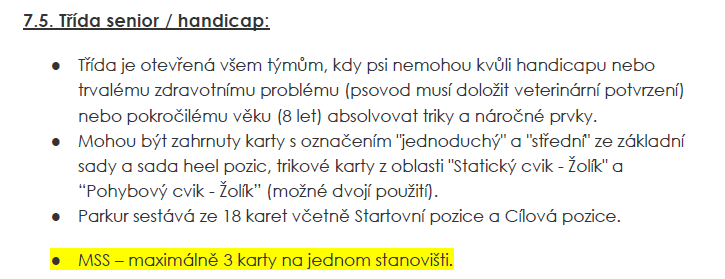 7.5. Třída senior / handicap:
● Třída je otevřená všem týmům, kdy psi nemohou kvůli handicapu nebo
trvalému zdravotnímu problému (psovod musí doložit veterinární potvrzení)
nebo pokročilému věku (8 let) absolvovat triky a náročné prvky.
● Mohou být zahrnuty karty s označením "jednoduchý" a "střední" ze základní
sady a sada heel pozic, trikové karty z oblasti "Statický cvik - Žolík" a
“Pohybový cvik - Žolík” (možné dvojí použití).
● Parkur sestává ze 18 karet včetně Startovní pozice a Cílová pozice.
● MSS – maximálně 3 karty na jednom stanovišti.